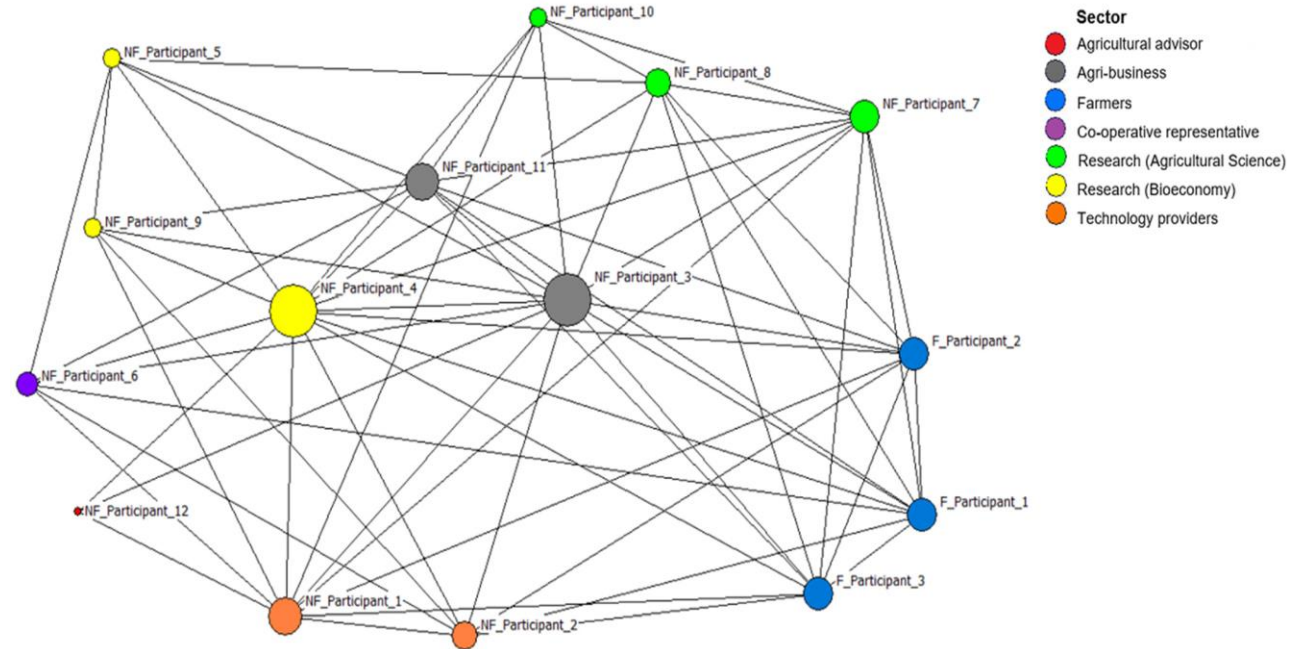 NF_Participant_10
Sector
Agricultural advisor
NF_Participant_5
NF_Participant_8
Agri-business
NF_Participant_7
Farmers
Co-operative representative
NF_Participant_11
Research (Agricultural Science)
Research (Bioeconomy)
NF_Participant_9
Technology providers
NF_Participant_4
NF_Participant_3
F_Participant_2
NF_Participant_6
F_Participant_1
NF_Participant_12
F_Participant_3
NF_Participant_1
NF_Participant_2